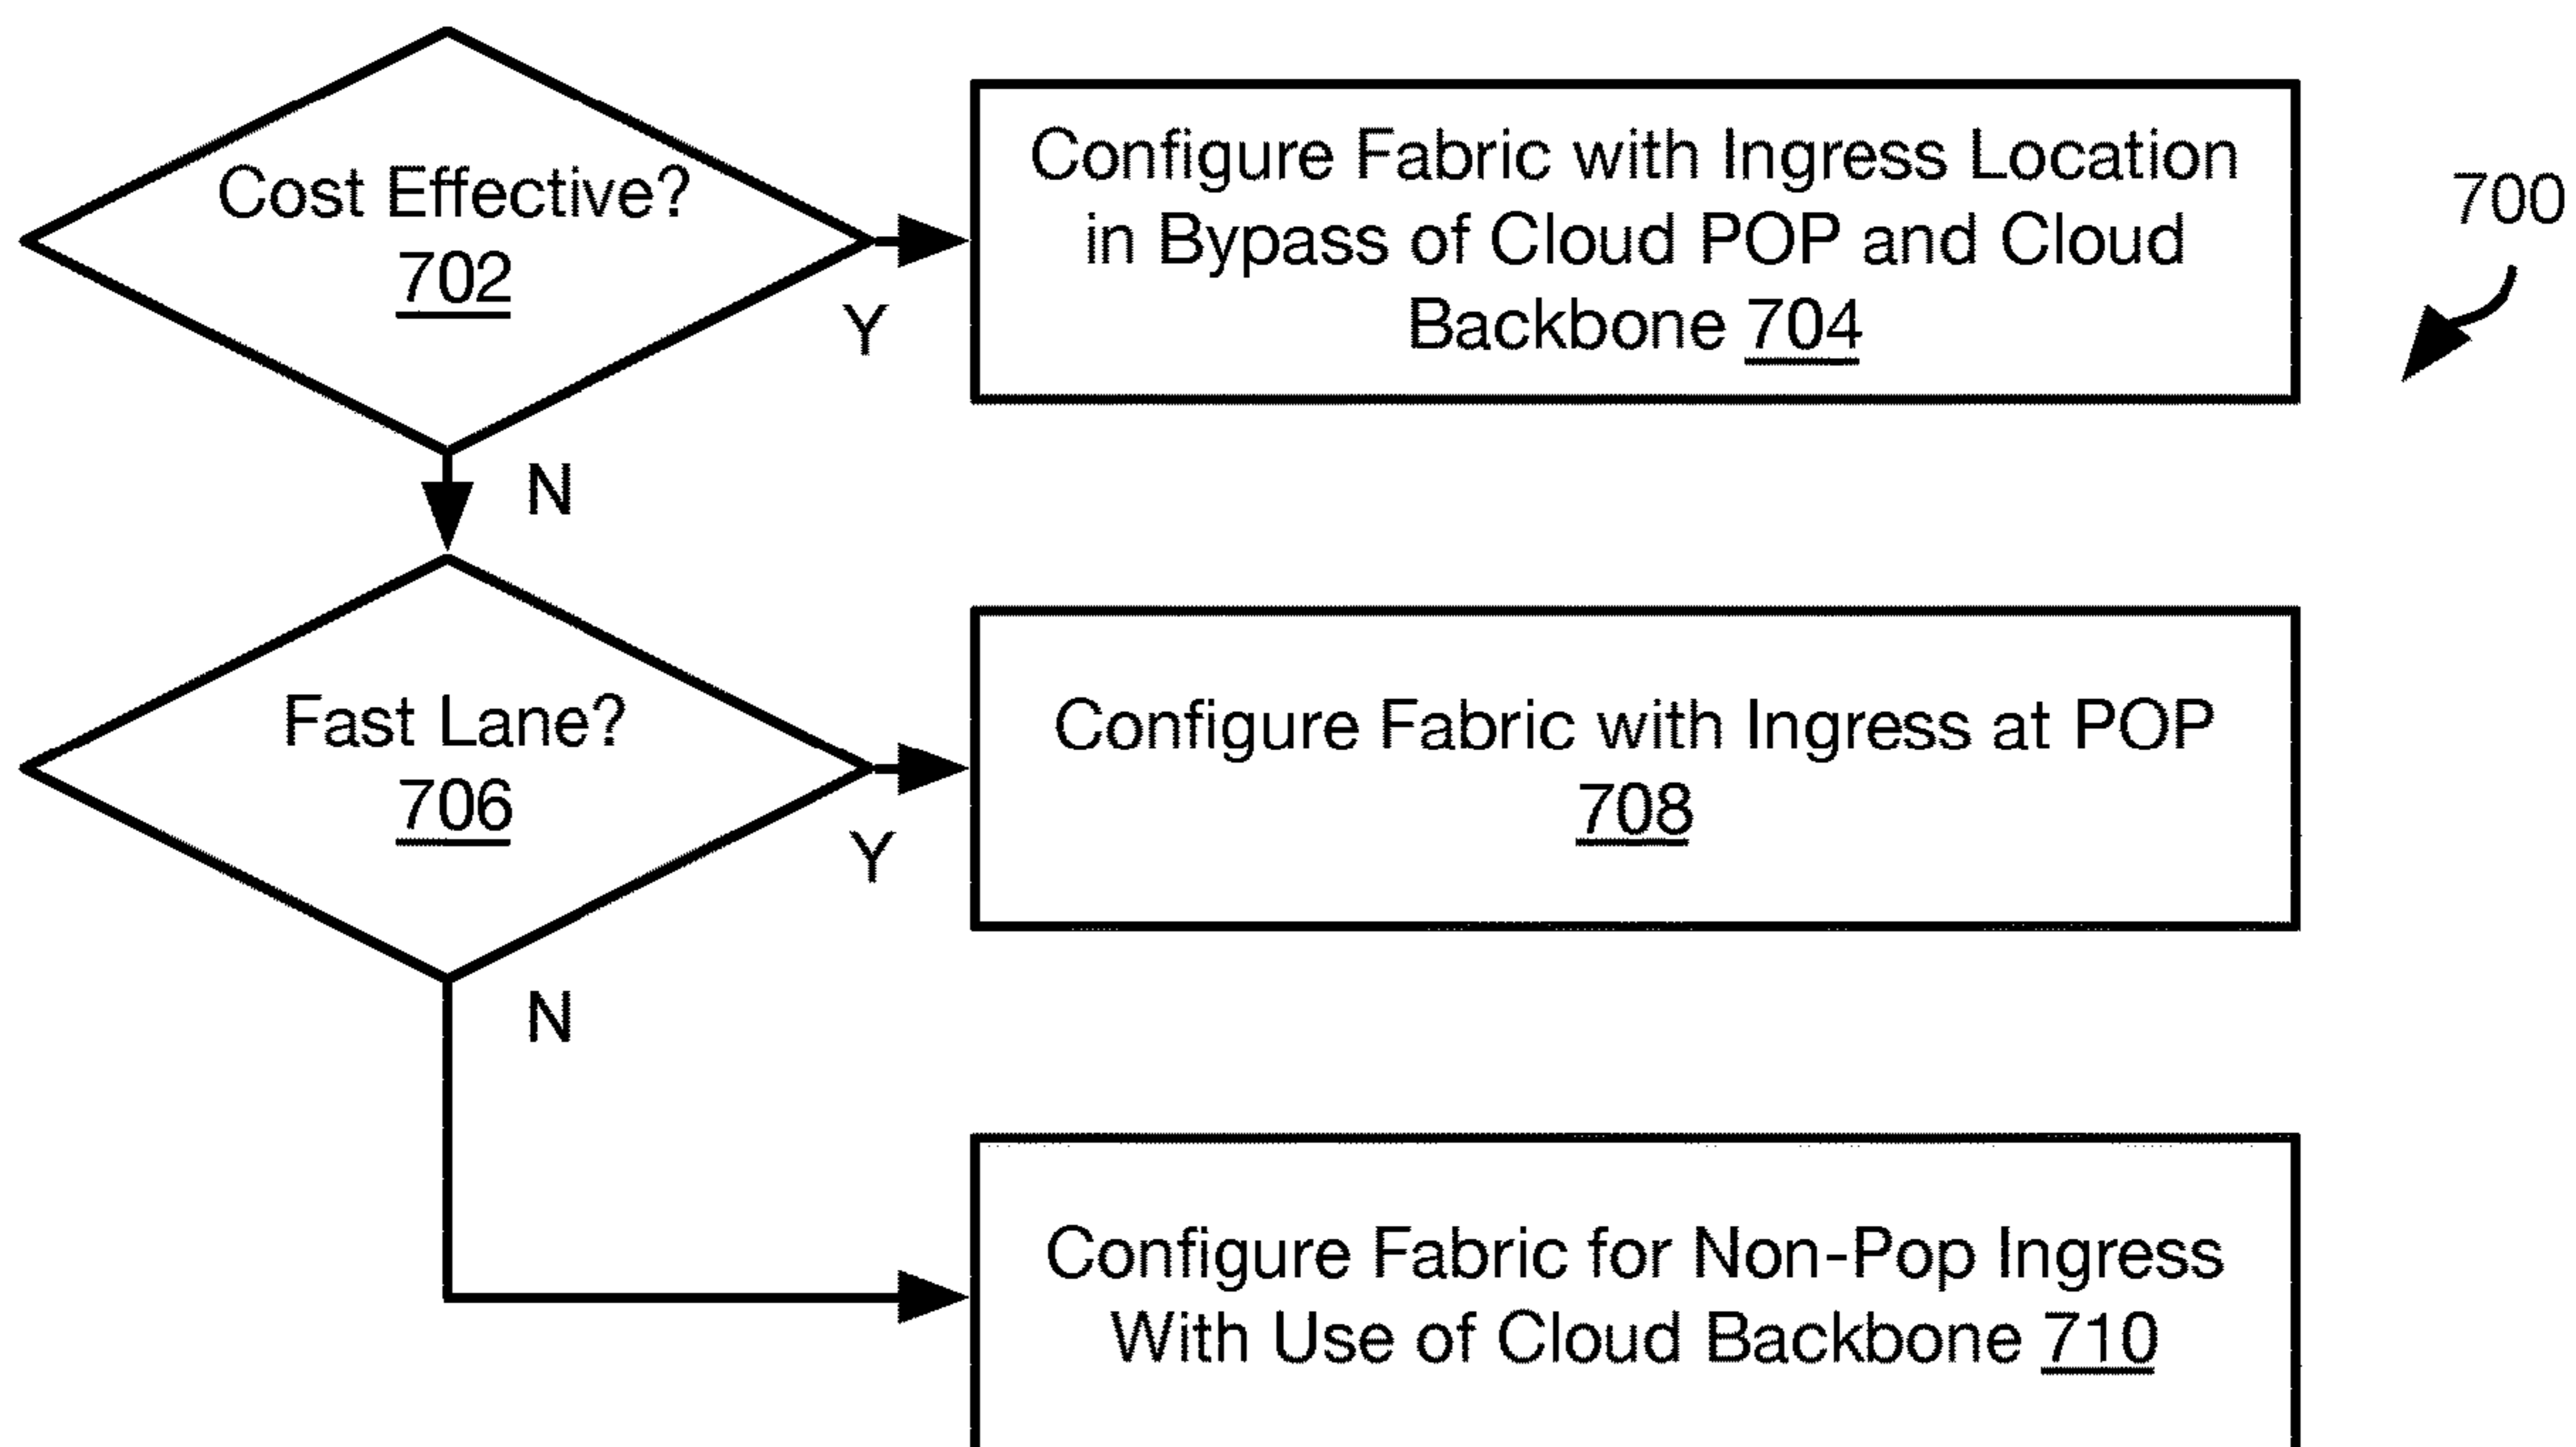 Cost Effective?
702
Y
N
Configure Fabric with Ingress Location
in Bypass of Cloud POP and Cloud
Backbone 704
700
Fast Lane?
706
Y
N
Configure Fabric with Ingress at POP
708
Configure Fabric for Non-Pop Ingress
With Use of Cloud Backbone 710